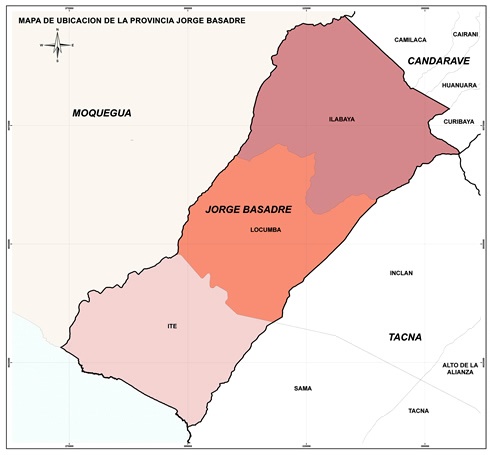 MAPA DE UBICACION DE LA PROVINCIA JORGE BASADRE
N
CAMILACA
CAIRANI
CANDARAVE
HUANUARA
MOQUEGUA
ILABAYA
CURIBAYA
JORGE BASADRE
LOCUMBA
INCLAN
ITE
TACNA
ALTO DE LA
ALIANZA
SAMA
TACNA